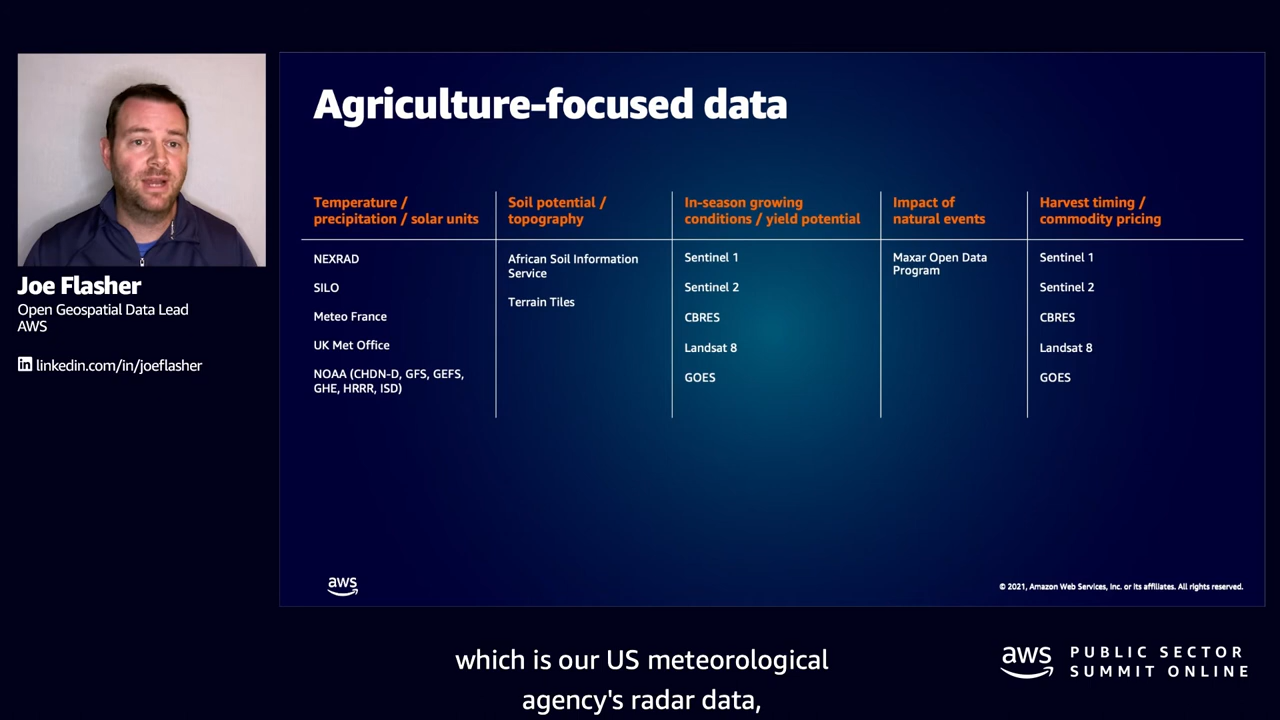 Joe Flasher
Open Geospatial Data Lead
AWS
in linkedin.com/in/joeflasher
Agriculture-focused data
Temperature /
precipitation / solar units
NEXRAD
SILO
Meteo France
UK Met Office
NOAA (CHDN-D, GFS, GEFS,
GHE, HRRR, ISD)
Soil potential /
topography
African Soil Information
Service
Terrain Tiles
In-season growing
conditions / yield potential
Sentinel 1
Sentinel 2
CBRES
Landsat 8
GOES
Impact of
natural events
Maxar Open Data
Program
Harvest timing /
commodity pricing
Sentinel 1
Sentinel 2
CBRES
Landsat 8
GOES
aws
© 2021, Amazon Web Services, Inc. or its affiliates. All rights reserved.
which is our US meteorological
agency's radar data,
aws
PUBLIC SECTOR
SUMMIT ONLINE